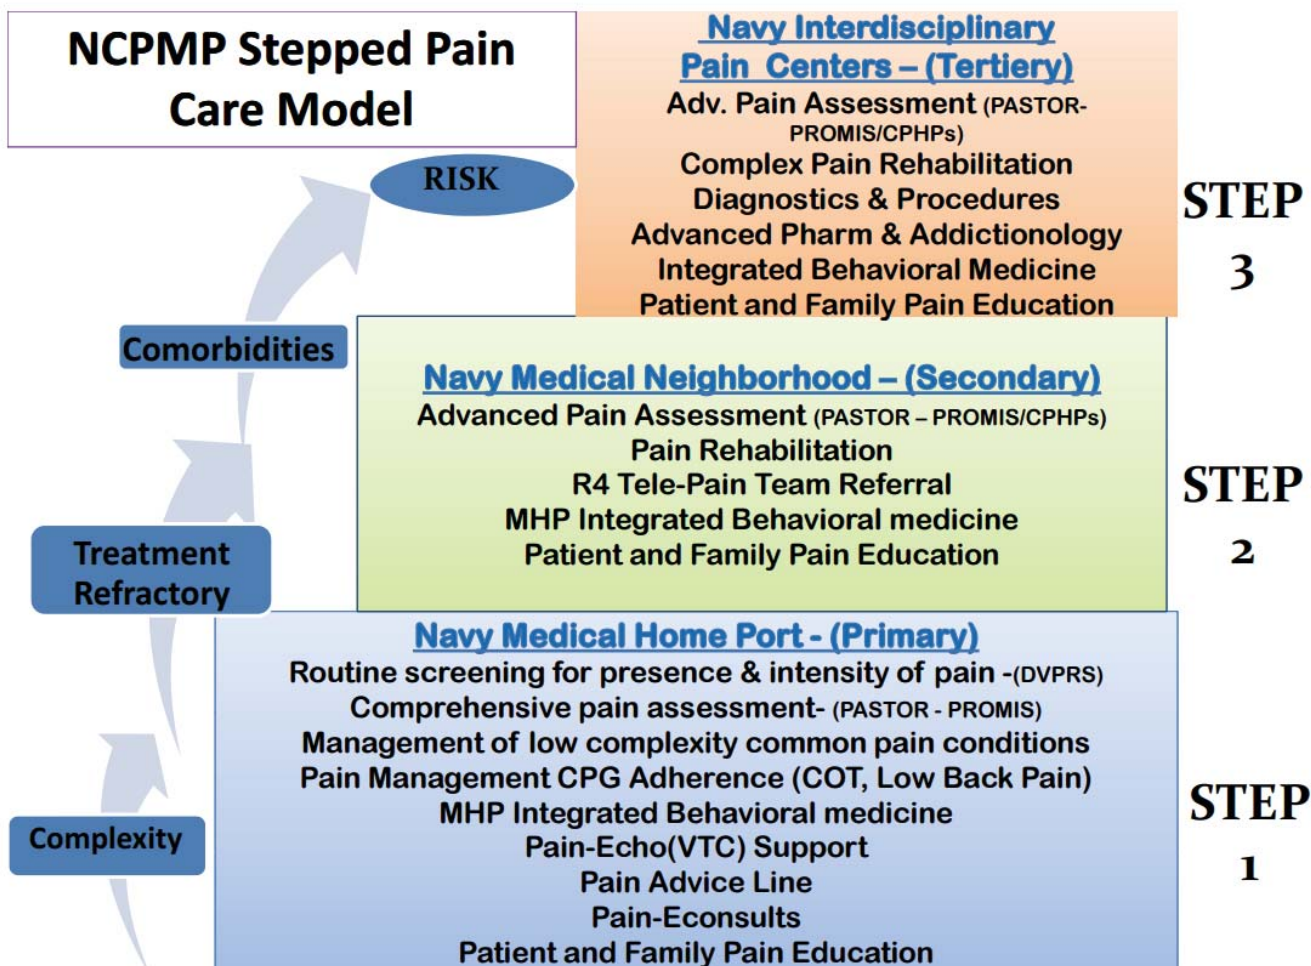 NCPMP Stepped Pain
Care Model
Navy Interdisciplinary
Pain Centers – (Tertiery)
Adv. Pain Assessment (PASTOR-
PROMIS/CPHPs)
Complex Pain Rehabilitation
Diagnostics & Procedures
Advanced Pharm & Addictionology
Integrated Behavioral Medicine
Patient and Family Pain Education
STEP
3
RISK
Comorbidities
Navy Medical Neighborhood – (Secondary)
Advanced Pain Assessment (PASTOR – PROMIS/CPHPs)
Pain Rehabilitation
R4 Tele-Pain Team Referral
MHP Integrated Behavioral medicine
Patient and Family Pain Education
STEP
2
Treatment
Refractory
Navy Medical Home Port - (Primary)
Routine screening for presence & intensity of pain -(DVPRS)
Comprehensive pain assessment- (PASTOR - PROMIS)
Management of low complexity common pain conditions
Pain Management CPG Adherence (COT, Low Back Pain)
MHP Integrated Behavioral medicine
Pain-Echo(VTC) Support
Pain Advice Line
Pain-Econsults
Patient and Family Pain Education
STEP
1
Complexity